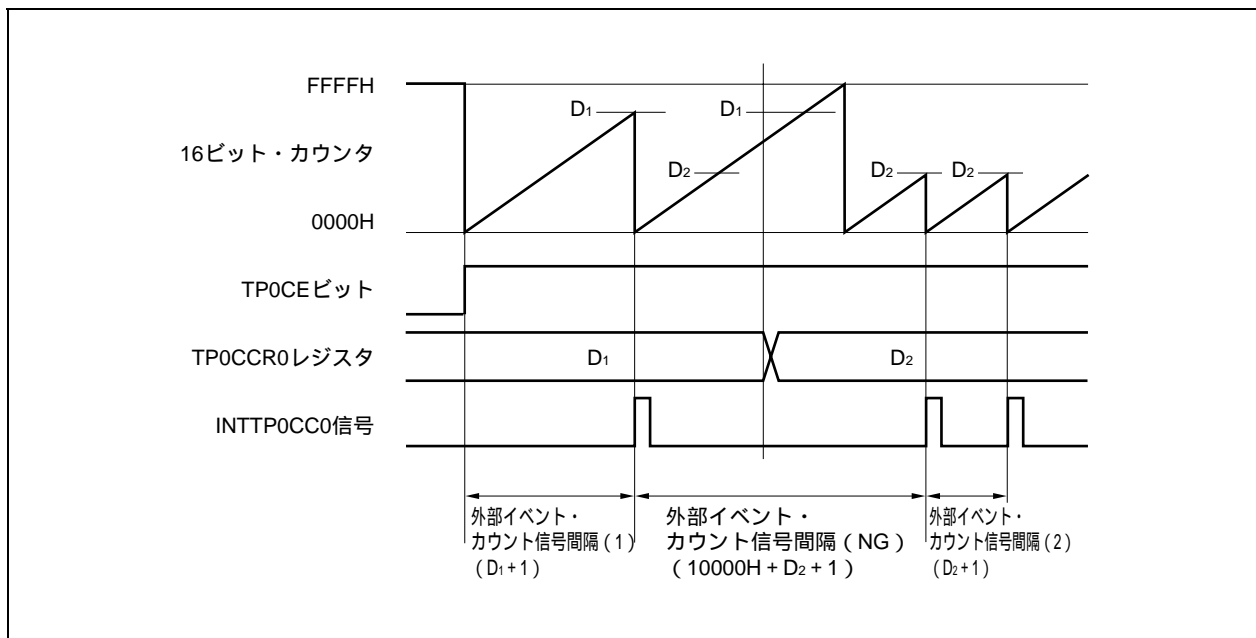 FFFFH
D1
D1
16ビット・カウンタ
D2
D2
D2
0000H
TP0CEビット
TP0CCR0レジスタ
D1
D2
INTTP0CC0信号
外部イベント・
カウント信号間隔(1)
(D1+1)
外部イベント・
カウント信号間隔(NG)
(10000H + D2 + 1)
外部イベント・
カウント信号間隔(2)
(D2+1)